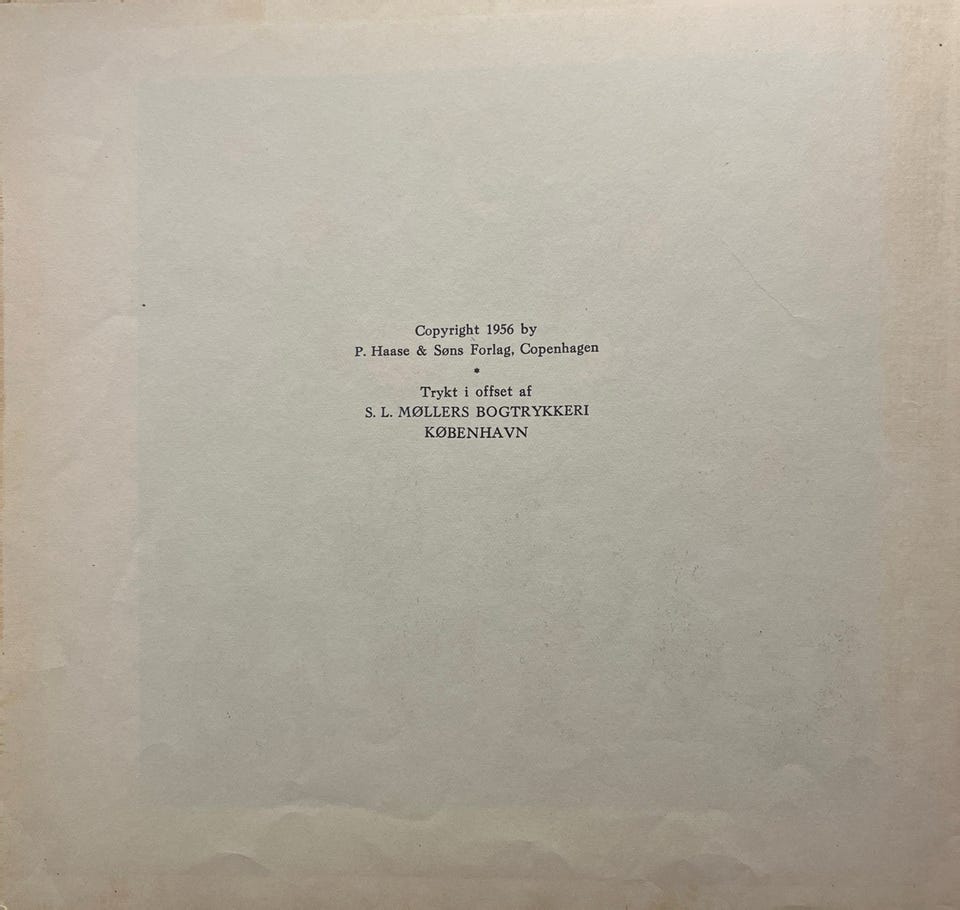 Copyright 1956 by
P. Haase & Søns Forlag, Copenhagen
*
Trykt i offset af
S. L. MØLLERS BOGTRYKKERI
KØBENHAVN